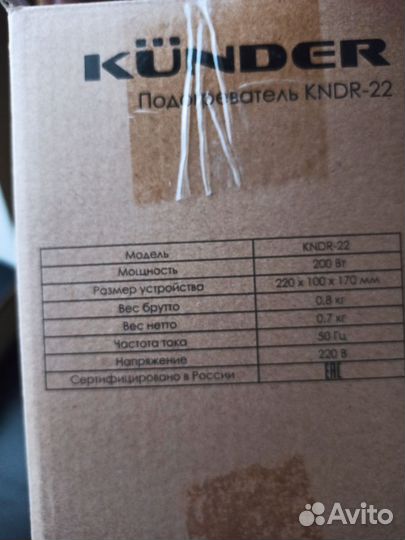 KÜNDER
Подогреватель KNDR-22
Модель KNDR-22
Мощность 200 Вт
Размер устройства 220 x 100 x 170 мм
Вес брутто 0.8 кг
Вес нетто 0.7 кг
Частота тока 50 Гц
Напряжение 220 В
Сертифицировано в России EAC
Avito